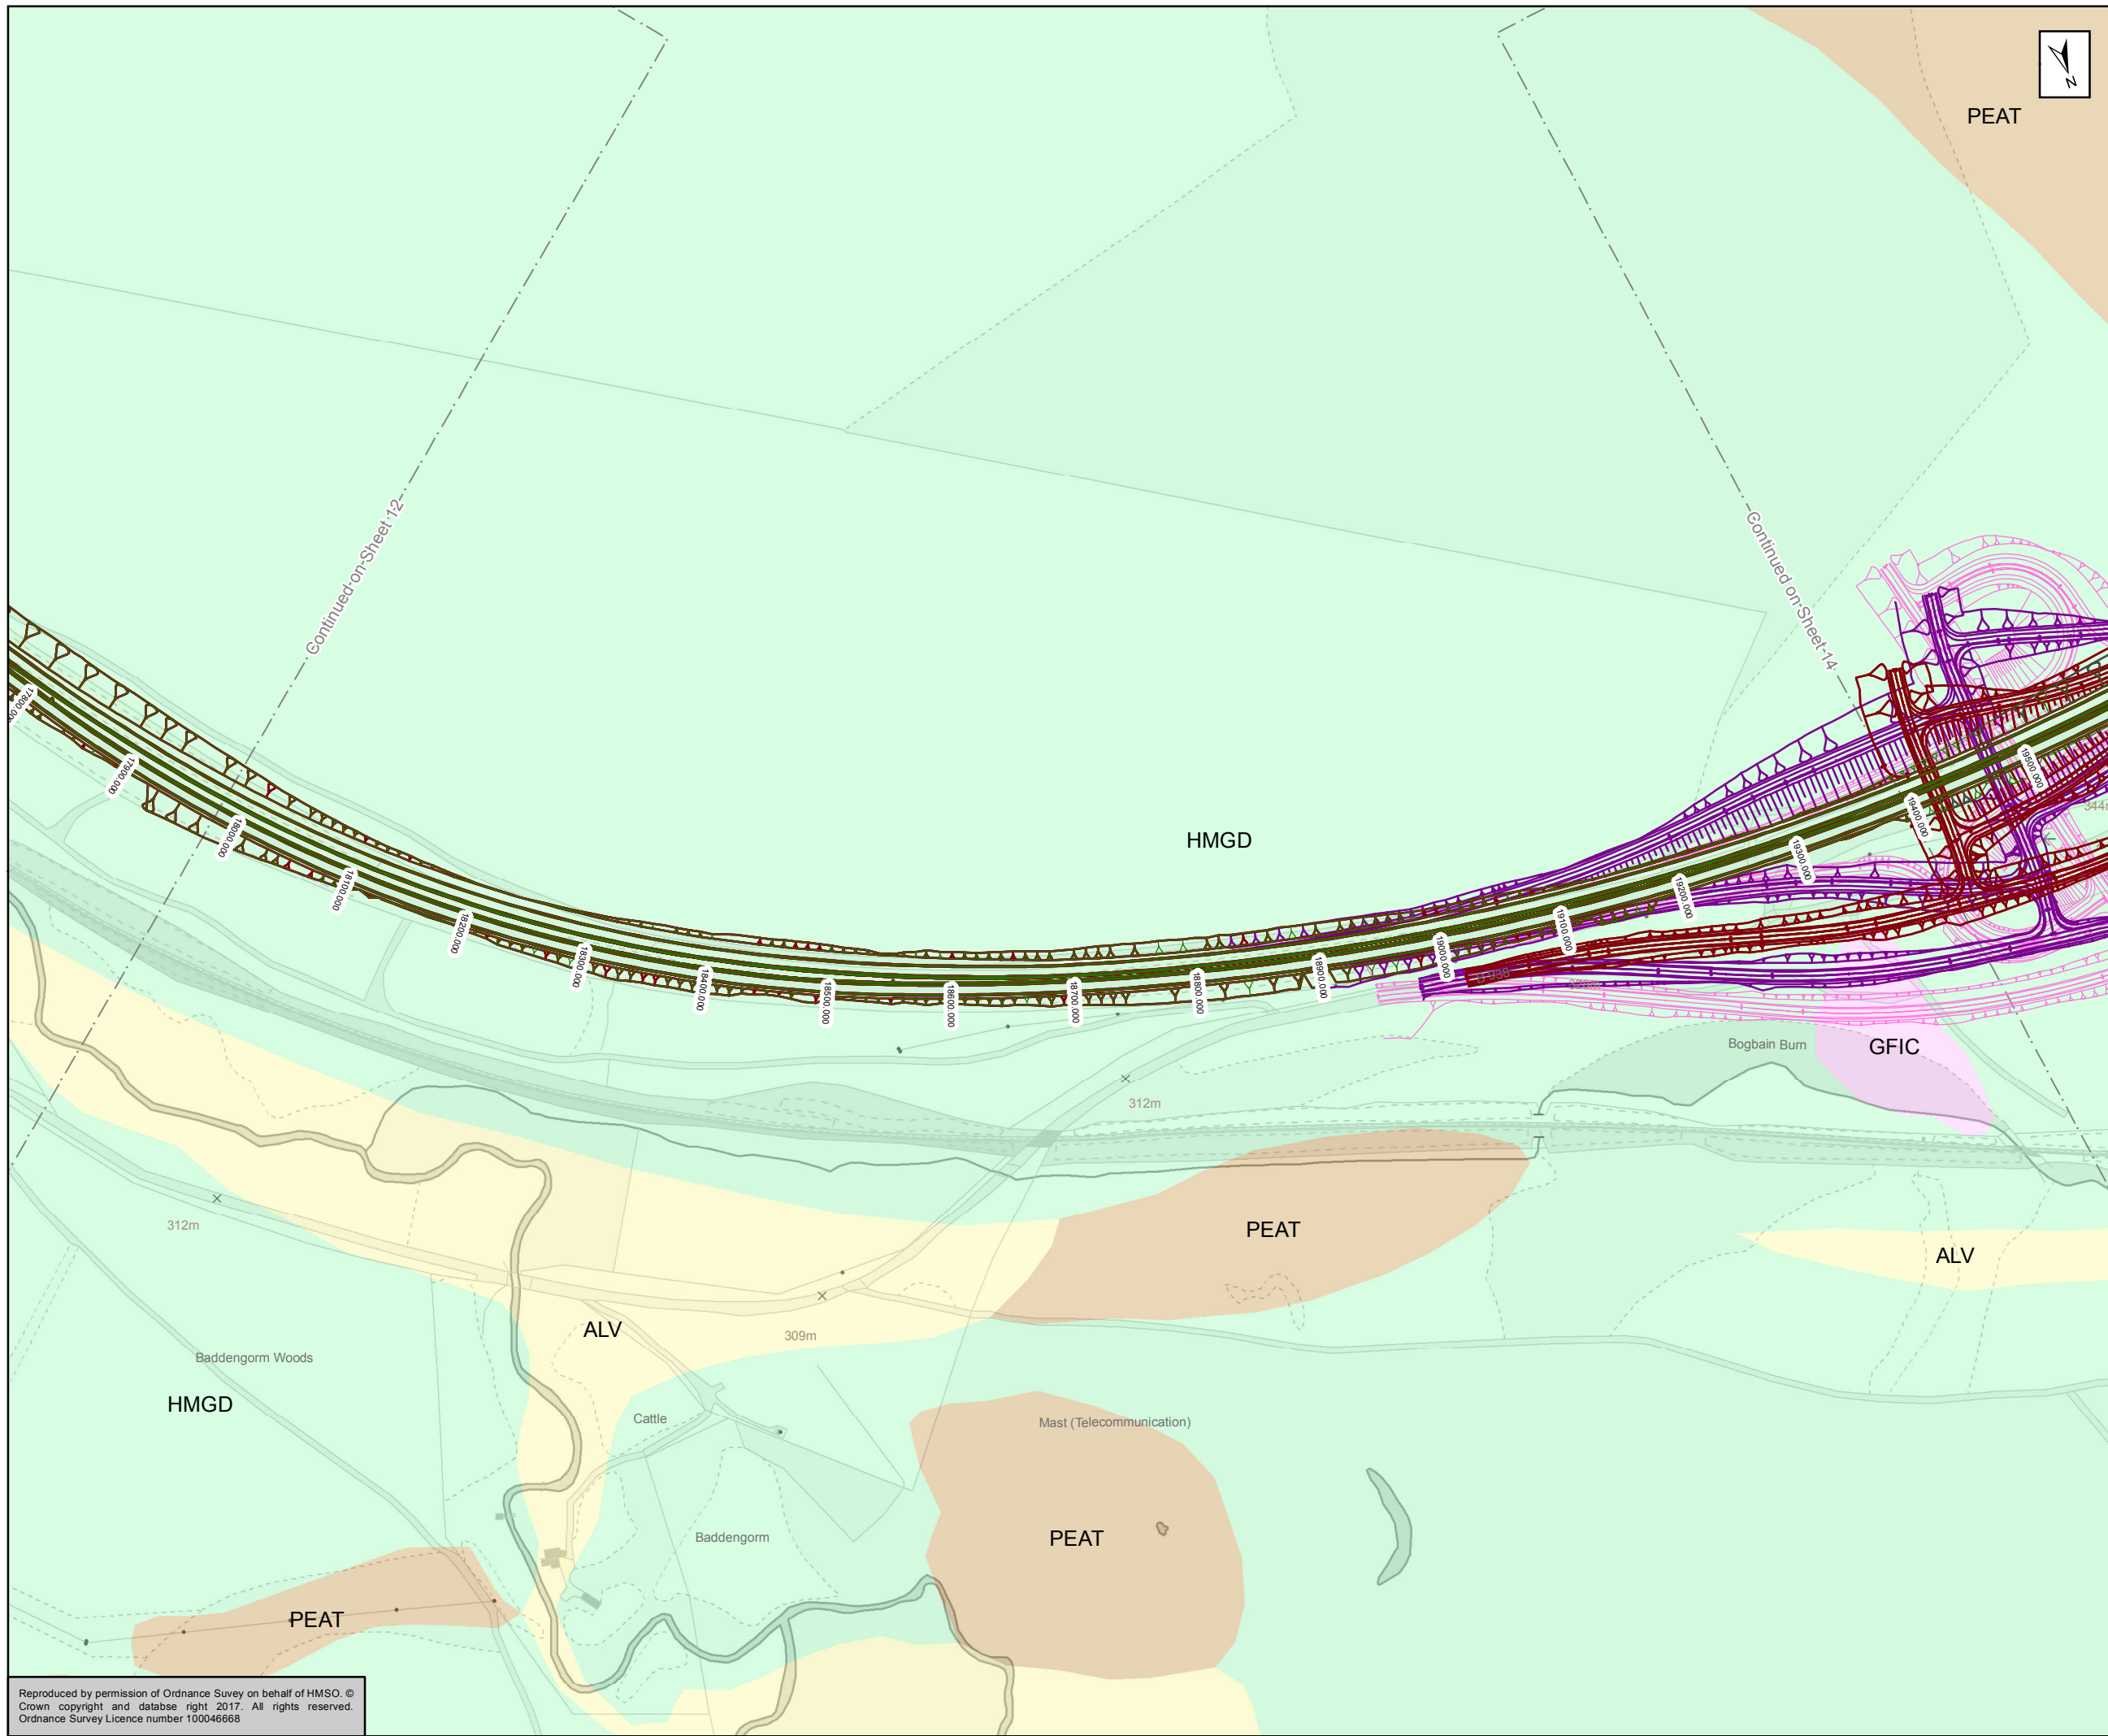 N
PEAT
Continued on Sheet 12
Continued on Sheet 14
17800.000
17900.000
18000.000
18100.000
18200.000
18300.000
18400.000
18500.000
18600.000
18700.000
18800.000
18900.000
19000.000
19100.000
19200.000
19300.000
19400.000
19500.000
HMGD
B 938
GFIC
Bogbain Burn
312m
312m
PEAT
ALV
ALV
309m
Baddengorm Woods
HMGD
Cattle
Mast (Telecommunication)
Baddengorm
PEAT
PEAT
Reproduced by permission of Ordnance Suvey on behalf of HMSO. ©
Crown copyright and databse right 2017. All rights reserved.
Ordnance Survey Licence number 100046668